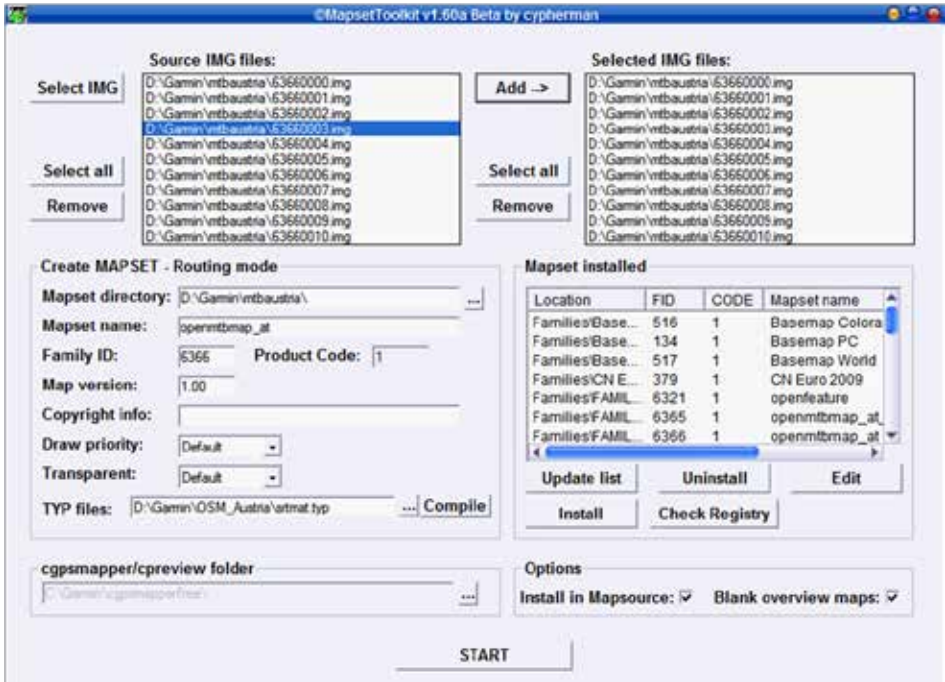 ©MapsetToolkit v1.60a Beta by cypherman
Source IMG files:
Selected IMG files:
Select IMG
Add -->
D:\Garmin\mtbaustria\63660000.img
D:\Garmin\mtbaustria\63660001.img
D:\Garmin\mtbaustria\63660002.img
D:\Garmin\mtbaustria\63660003.img
D:\Garmin\mtbaustria\63660004.img
D:\Garmin\mtbaustria\63660005.img
D:\Garmin\mtbaustria\63660006.img
D:\Garmin\mtbaustria\63660007.img
D:\Garmin\mtbaustria\63660008.img
D:\Garmin\mtbaustria\63660009.img
D:\Garmin\mtbaustria\63660010.img
Select all
Remove
D:\Garmin\mtbaustria\63660000.img
D:\Garmin\mtbaustria\63660001.img
D:\Garmin\mtbaustria\63660002.img
D:\Garmin\mtbaustria\63660003.img
D:\Garmin\mtbaustria\63660004.img
D:\Garmin\mtbaustria\63660005.img
D:\Garmin\mtbaustria\63660006.img
D:\Garmin\mtbaustria\63660007.img
D:\Garmin\mtbaustria\63660008.img
D:\Garmin\mtbaustria\63660009.img
D:\Garmin\mtbaustria\63660010.img
Select all
Remove
Create MAPSET - Routing mode
Mapset directory: D:\Garmin\mtbaustria\ ...
Mapset name: openmtbmap_at
Family ID: 6366 Product Code: 1
Map version: 1.00
Copyright info:
Draw priority: Default
Transparent: Default
TYP files: D:\Garmin\OSM_Austria\artmat.typ ... Compile
Mapset installed
Location FID CODE Mapset name
Families\Base... 516 1 Basemap Colora
Families\Base... 134 1 Basemap PC
Families\Base... 517 1 Basemap World
Families\CN E... 379 1 CN Euro 2009
Families\FAMIL... 6321 1 openfeature
Families\FAMIL... 6365 1 openmtbmap_at_
Families\FAMIL... 6366 1 openmtbmap_at
Update list Uninstall Edit
Install Check Registry
cgpsmapper/cpreview folder
C:\Garmin\cgpsmapperfree\ ...
Options
Install in Mapsource: Blank overview maps:
START